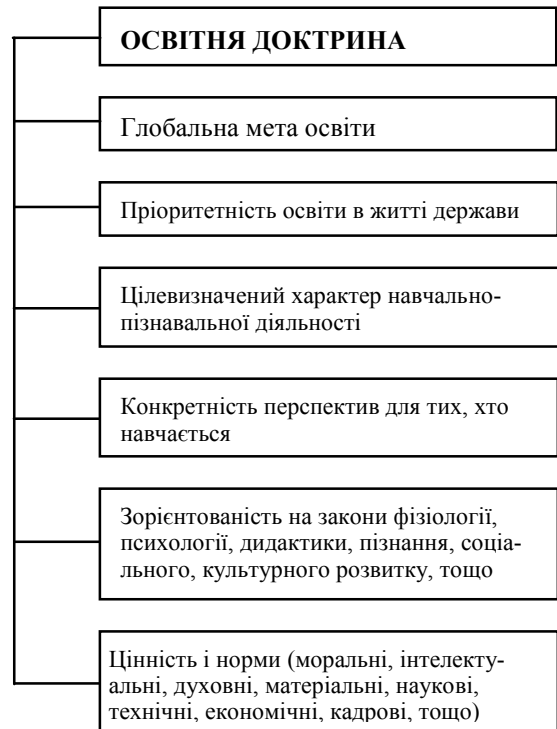 ОСВІТНЯ ДОКТРИНА
Глобальна мета освіти
Пріоритетність освіти в житті держави
Цілевизначений характер навчально-
пізнавальної діяльності
Конкретність перспектив для тих, хто
навчається
Зорієнтованість на закони фізіології,
психології, дидактики, пізнання, соціа-
льного, культурного розвитку, тощо
Цінність і норми (моральні, інтелекту-
альні, духовні, матеріальні, наукові,
технічні, економічні, кадрові, тощо)